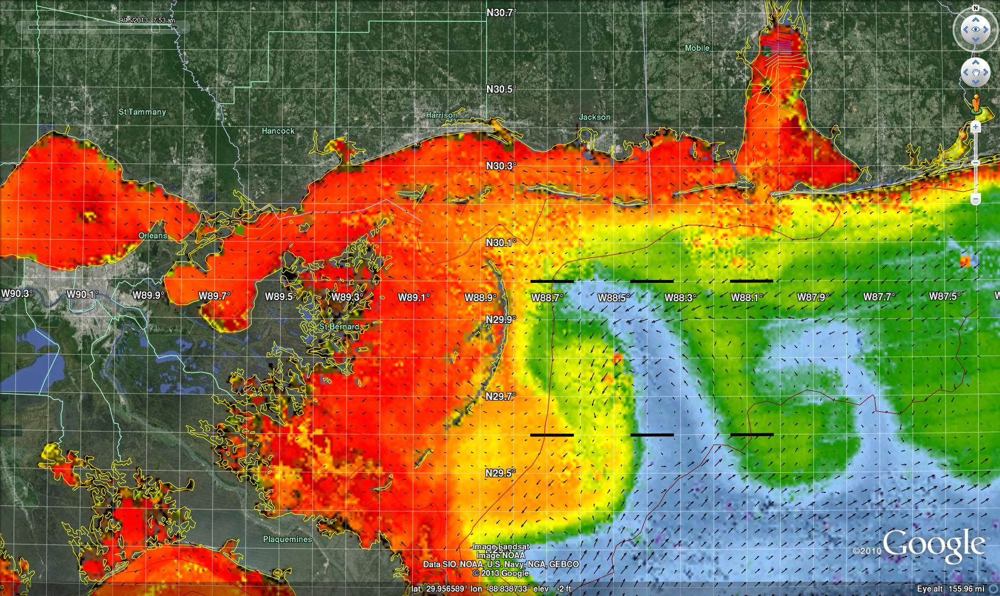 N30.7°
N
9/15/2013 7:53 am
Mobile
N30.5°
St Tammany
Harrison
Jackson
Hancock
N30.3°
Orleans
N30.1°
W90.3° W90.1° W89.9° W89.7° W89.5° W89.3° W89.1° W88.9° W88.7° W88.5° W88.3° W88.1° W87.9° W87.7° W87.5° W
N29.9°
St Bernard
N29.7°
N29.5°
Plaquemines
Image Landsat
Image NOAA
Data SIO, NOAA, U.S. Navy, NGA, GEBCO
© 2013 Google
©2010 Google™
lat 29.956589° lon -88.838733° elev -2 ft
Eye alt 155.96 mi